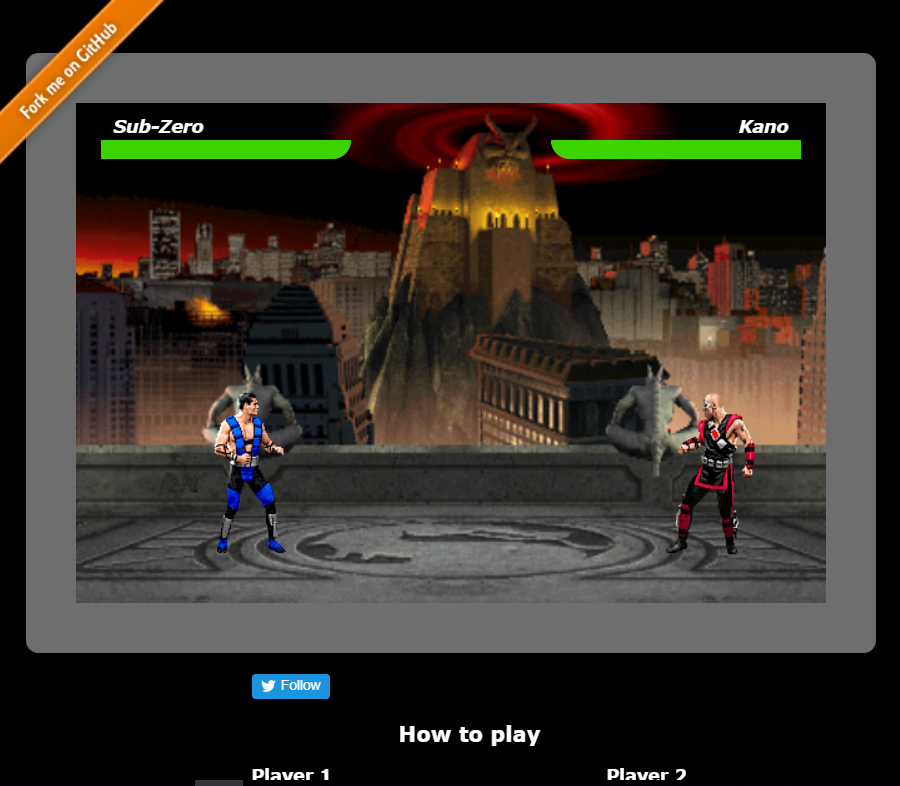 Fork me on GitHub
Sub-Zero
Kano
Follow
How to play
Player 1
Player 2